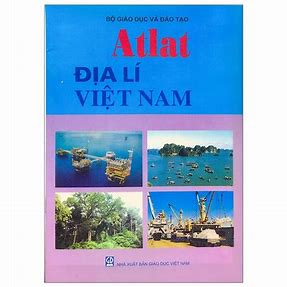 BỘ GIÁO DỤC VÀ ĐÀO TẠO
Atlat
ĐỊA LÍ
VIỆT NAM
NHÀ XUẤT BẢN GIÁO DỤC VIỆT NAM